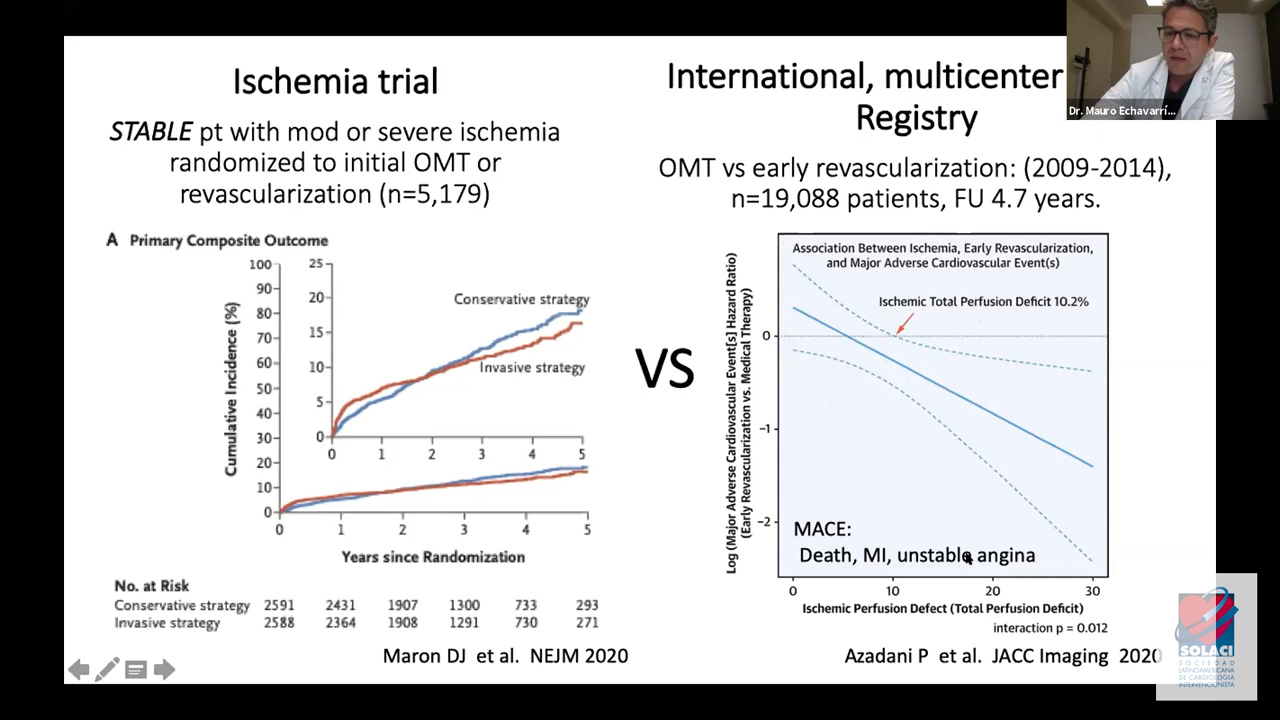 Ischemia trial
STABLE pt with mod or severe ischemia
randomized to initial OMT or
revascularization (n=5,179)
A Primary Composite Outcome
Cumulative Incidence (%)
100
90
80
70
60
50
40
30
20
10
0
25
20
15
10
5
0
Conservative strategy
Invasive strategy
0 1 2 3 4 5
0 1 2 3 4 5
Years since Randomization
No. at Risk
Conservative strategy 2591 2431 1907 1300 733 293
Invasive strategy 2588 2364 1908 1291 730 271
Maron DJ et al. NEJM 2020
VS
International, multicenter
Registry
OMT vs early revascularization: (2009-2014),
n=19,088 patients, FU 4.7 years.
Log (Major Adverse Cardiovascular Event[s] Hazard Ratio)
(Early Revascularization vs. Medical Therapy)
Association Between Ischemia, Early Revascularization,
and Major Adverse Cardiovascular Event(s)
Ischemic Total Perfusion Deficit 10.2%
0
-1
-2
MACE:
Death, MI, unstable angina
0 10 20 30
Ischemic Perfusion Defect (Total Perfusion Deficit)
interaction p = 0.012
Azadani P et al. JACC Imaging 2020
Dr. Mauro Echavarrí...
SOLACI
SOCIEDAD
LATINOAMERICANA
DE CARDIOLOGIA
INTERVENCIONISTA